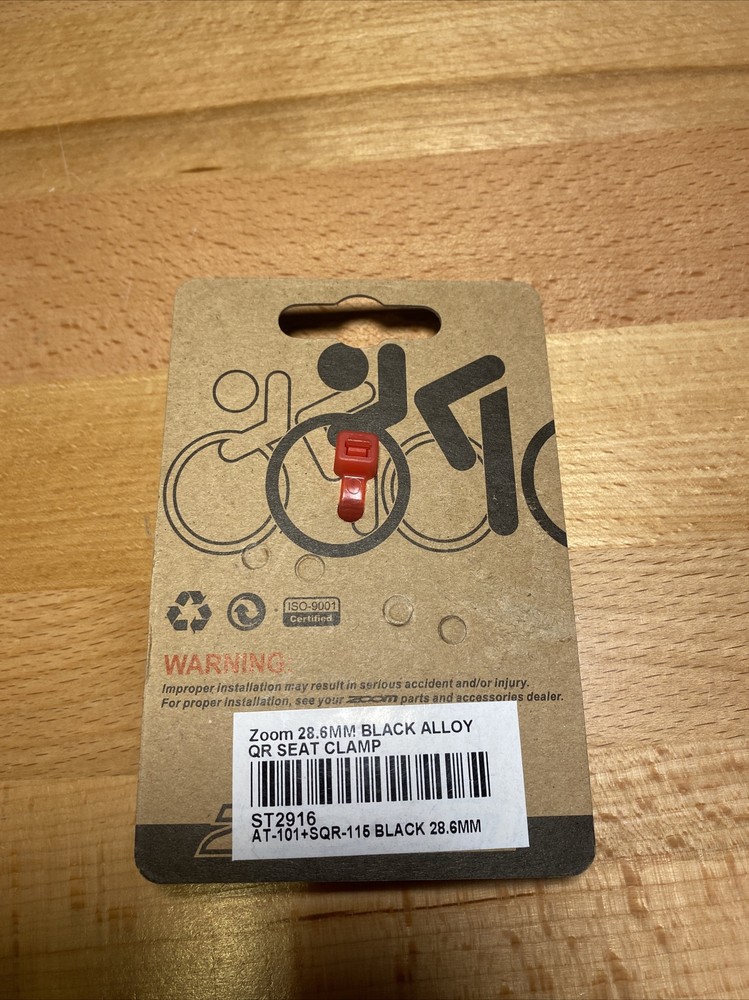 ISO-9001
Certified
WARNING:
Improper installation may result in serious accident and/or injury.
For proper installation, see your zoom parts and accessories dealer.
Zoom 28.6MM BLACK ALLOY
QR SEAT CLAMP
ST2916
AT-101+SQR-115 BLACK 28.6MM